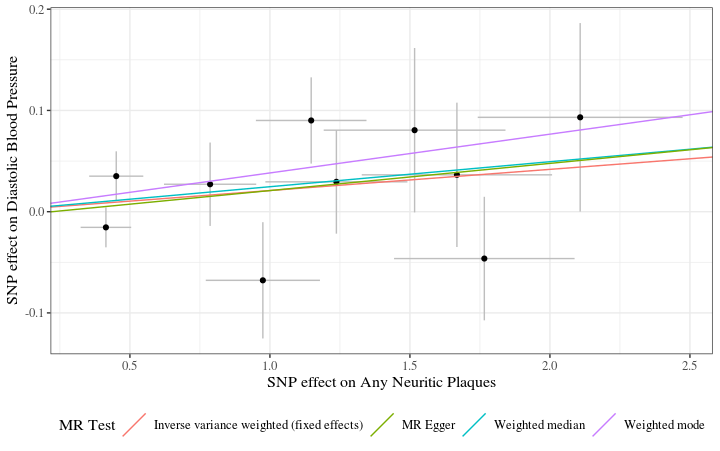 0.2
0.1
0.0
-0.1
SNP effect on Diastolic Blood Pressure
0.5 1.0 1.5 2.0 2.5
SNP effect on Any Neuritic Plaques
MR Test Inverse variance weighted (fixed effects) MR Egger Weighted median Weighted mode